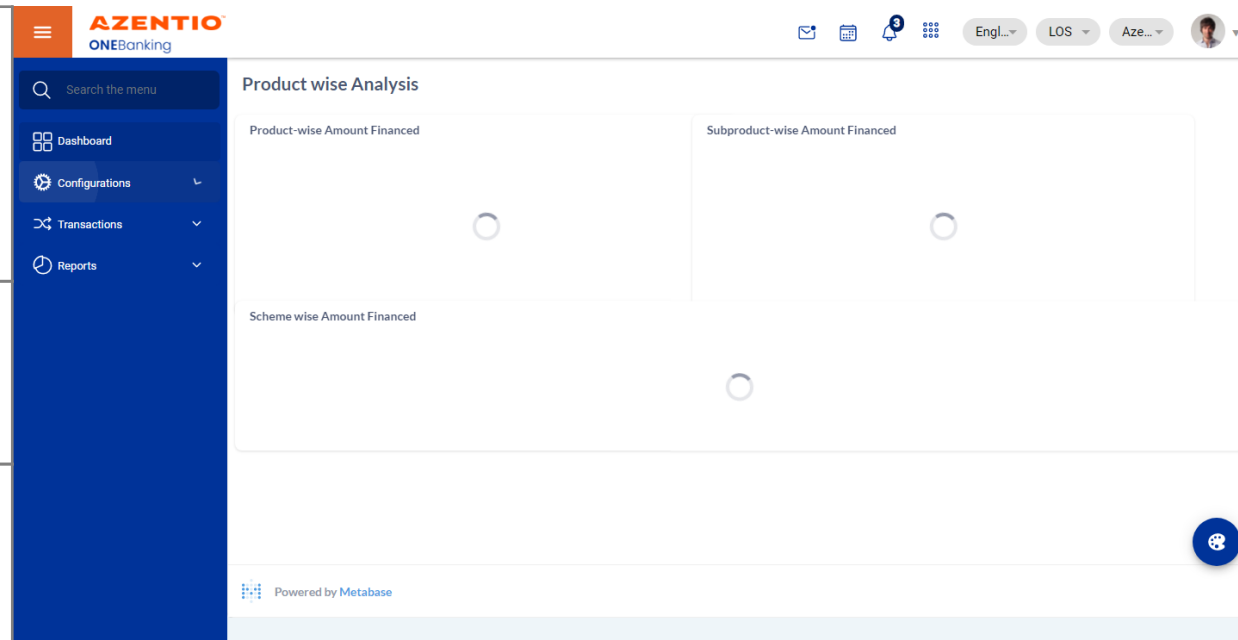 AZENTIO
ONEBanking
3
Engl...
LOS
Aze...
Search the menu
Dashboard
Configurations
Transactions
Reports
Product wise Analysis
Product-wise Amount Financed
Subproduct-wise Amount Financed
Scheme wise Amount Financed
Powered by Metabase